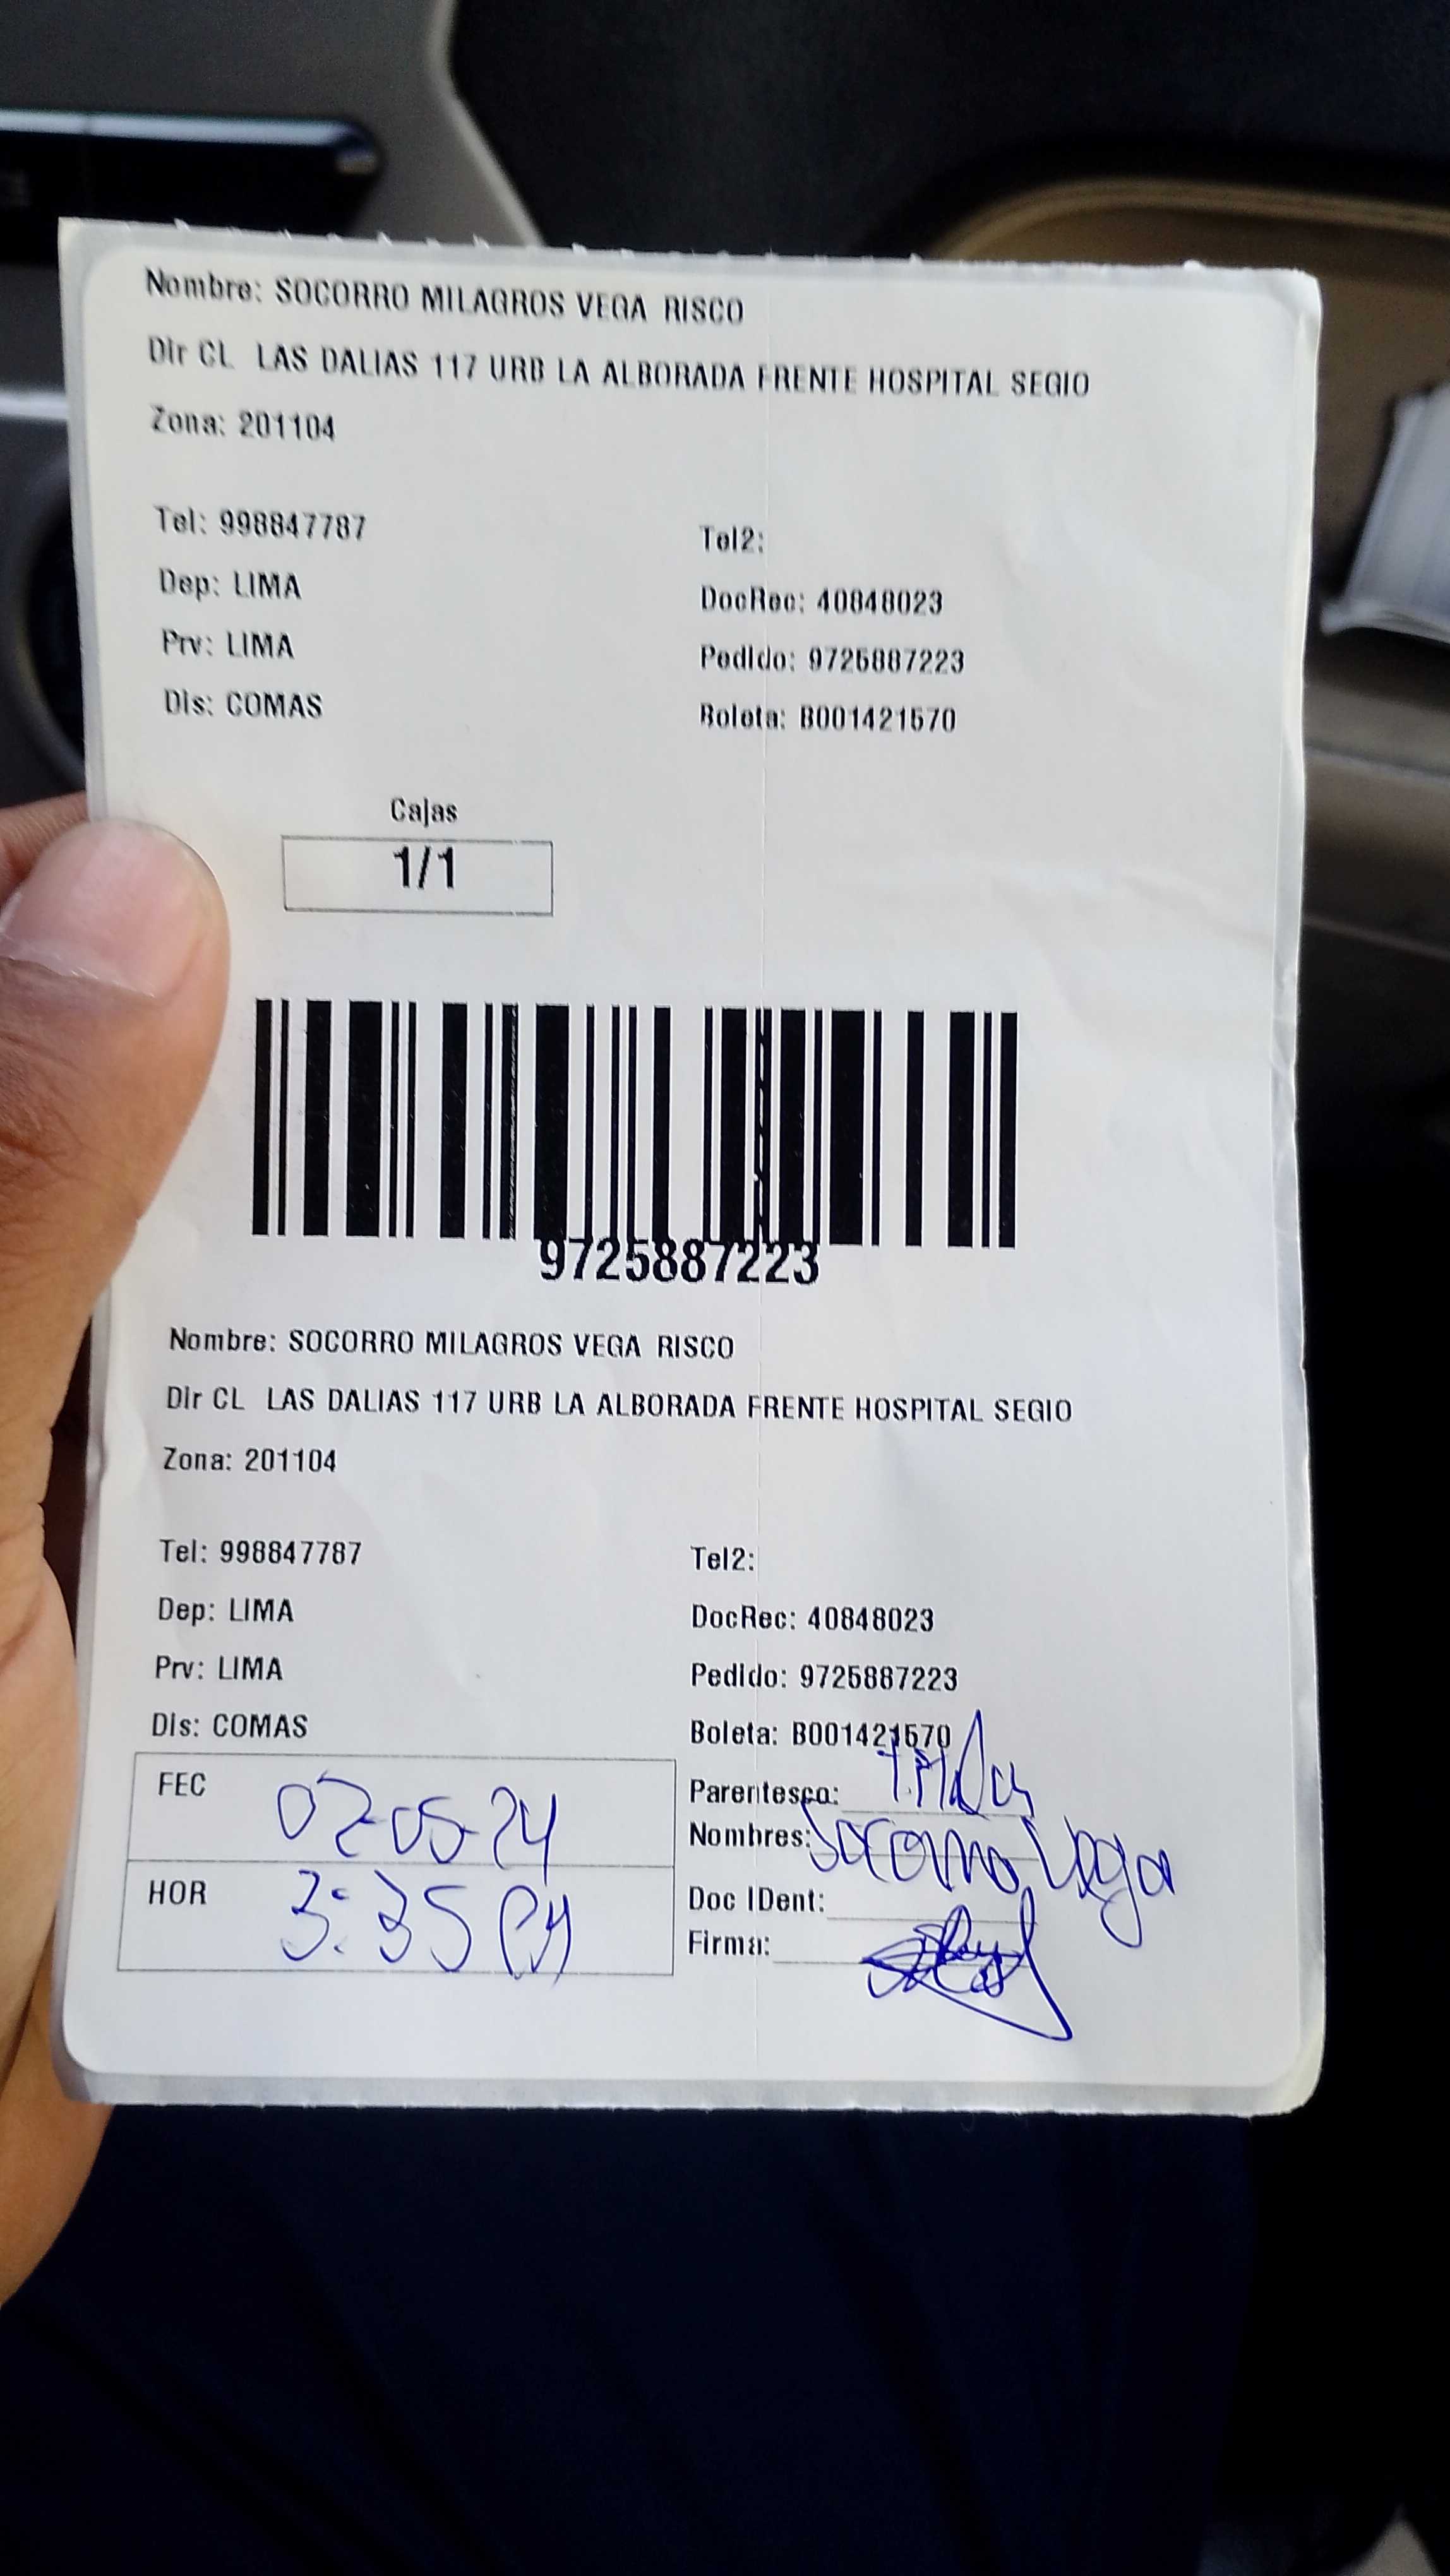 Nombre: SOCORRO MILAGROS VEGA RISCO
Dir CL LAS DALIAS 117 URB LA ALBORADA FRENTE HOSPITAL SEGIO
Zona: 201104
Tel: 998847787 Tel2:
Dep: LIMA DocRec: 40848023
Prv: LIMA Pedido: 9725887223
Dis: COMAS Boleta: B001421570
Cajas
1/1
9725887223
Nombre: SOCORRO MILAGROS VEGA RISCO
Dir CL LAS DALIAS 117 URB LA ALBORADA FRENTE HOSPITAL SEGIO
Zona: 201104
Tel: 998847787 Tel2:
Dep: LIMA DocRec: 40848023
Prv: LIMA Pedido: 9725887223
Dis: COMAS Boleta: B001421570
FEC 02-05-24 Parentesco:
Nombres: Socorro Vega
HOR 3:35 PM Doc IDent:
Firma: